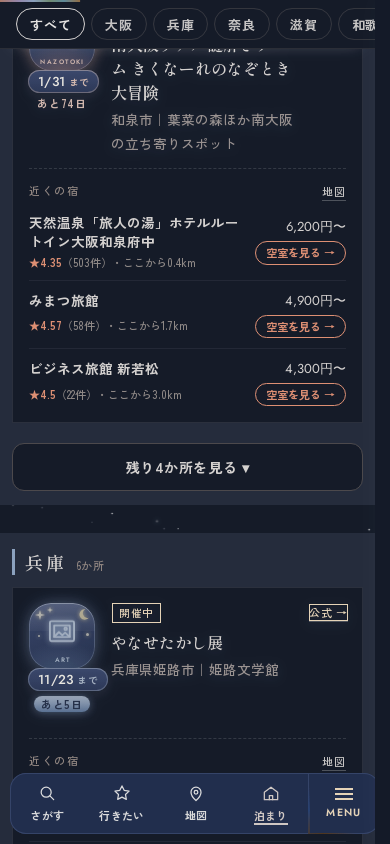 すべて
大阪
兵庫
奈良
滋賀
和歌
ム きくなーれのなぞとき
大冒険
NAZOTOKI
1/31 まで
あと74日
和泉市｜葉菜の森ほか南大阪
の立ち寄りスポット
近くの宿
地図
天然温泉「旅人の湯」ホテルルー
トイン大阪和泉府中
6,200円〜
★4.35（503件）・ここから0.4km
空室を見る →
みまつ旅館
4,900円〜
★4.57（58件）・ここから1.7km
空室を見る →
ビジネス旅館 新若松
4,300円〜
★4.5（22件）・ここから3.0km
空室を見る →
残り4か所を見る ▾
兵庫 5か所
開催中
公式 →
ART
やなせたかし展
11/23 まで
兵庫県姫路市｜姫路文学館
あと5日
近くの宿
地図
さがす
行きたい
地図
泊まり
MENU